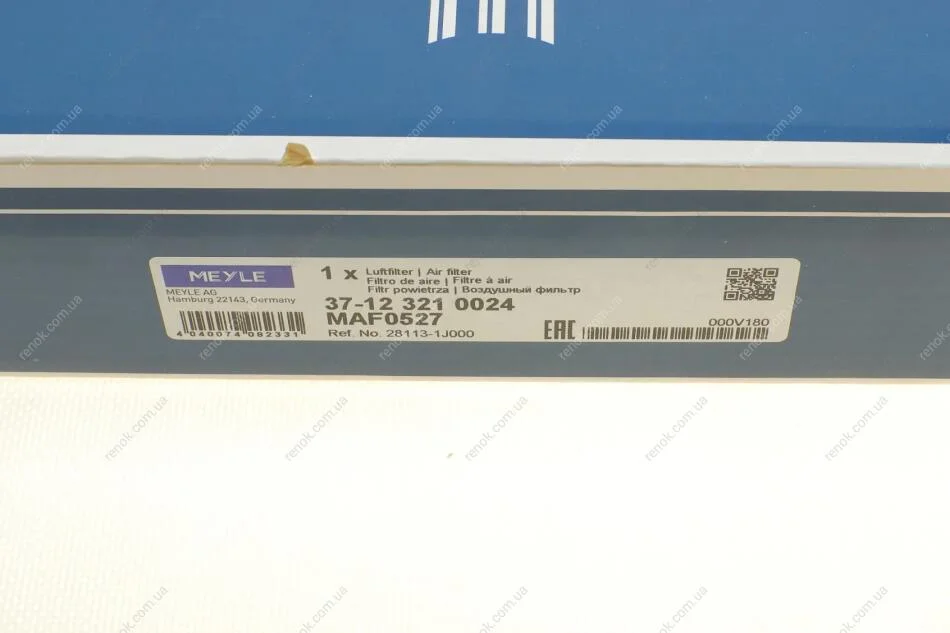 MEYLE
MEYLE AG
Hamburg 22143, Germany
4 040074 082331
1 x Luftfilter | Air filter
Filtro de aire | Filtre à air
Filtr powietrza | Воздушный фильтр
37-12 321 0024
MAF0527
Ref. No. 28113-1J000
EAC
000V180
renok.com.ua